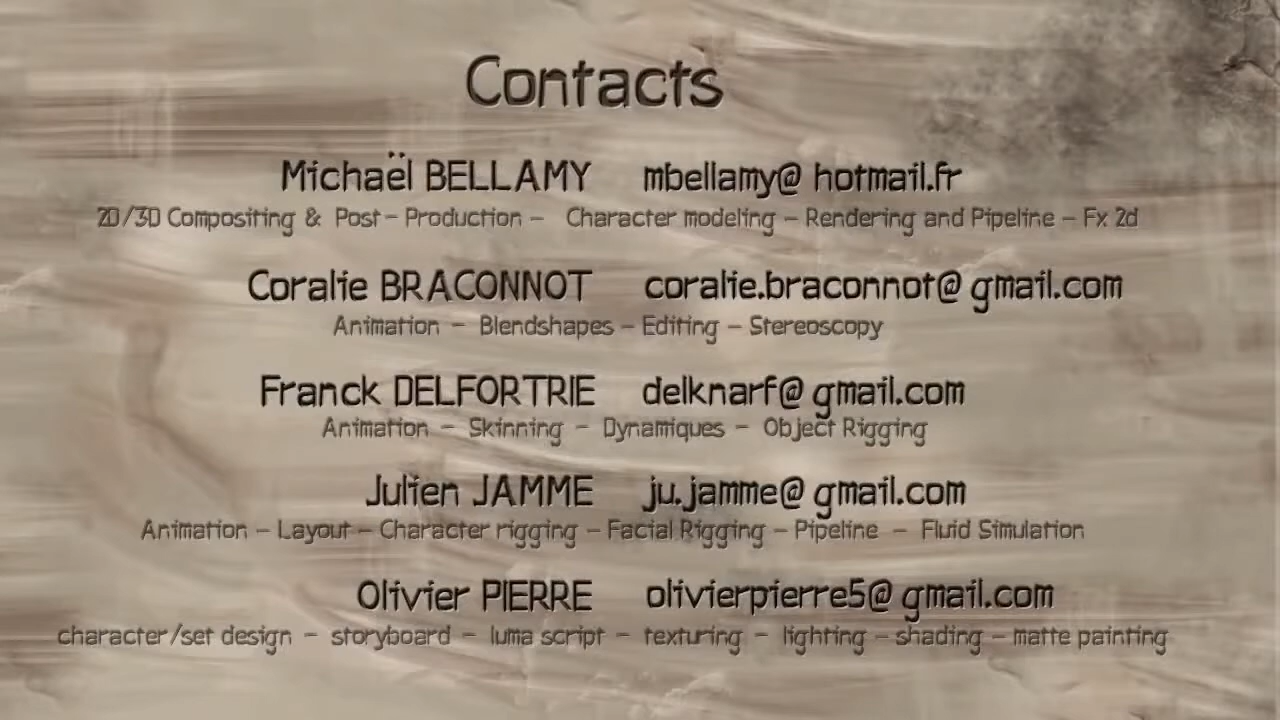 Contacts
Michaël BELLAMY mbellamy@ hotmail.fr
2D/3D Compositing & Post- Production - Character modeling - Rendering and Pipeline - Fx 2d
Coralie BRACONNOT coralie.braconnot@ gmail.com
Animation - Blendshapes - Editing - Stereoscopy
Franck DELFORTRIE delknarf@ gmail.com
Animation - Skinning - Dynamiques - Object Rigging
Julien JAMME ju.jamme@ gmail.com
Animation - Layout - Character rigging - Facial Rigging - Pipeline - Fluid Simulation
Olivier PIERRE olivierpierre5@ gmail.com
character/set design - storyboard - luma script - texturing - lighting - shading - matte painting